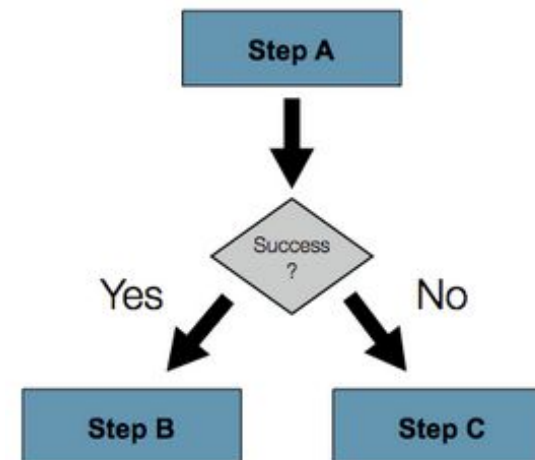 Step A
Success
?
Yes
No
Step B
Step C